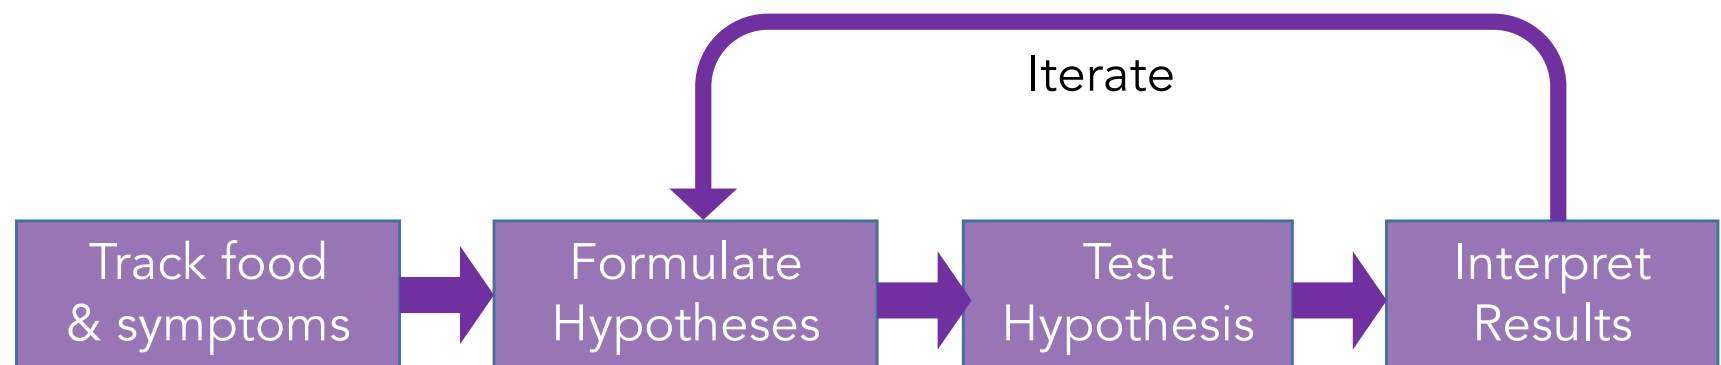 Iterate
Track food
& symptoms
Formulate
Hypotheses
Test
Hypothesis
Interpret
Results